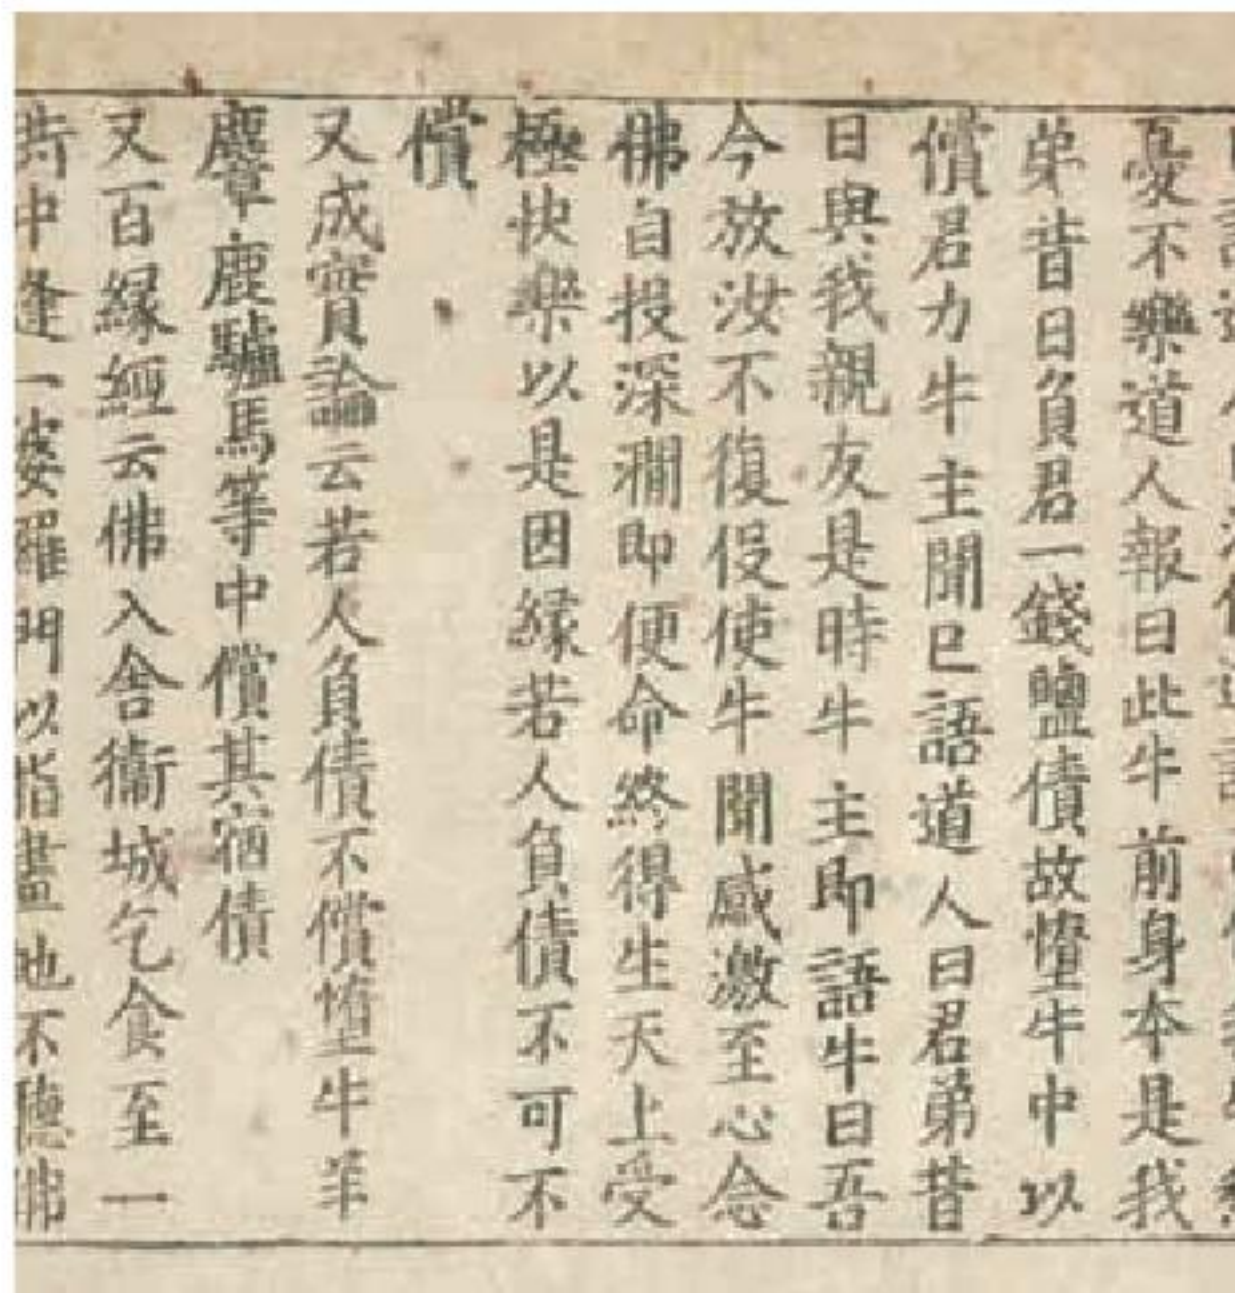 憂不樂道人報曰此牛前身本是我
弟昔日負君一錢鹽債故墮牛中以
償君力牛主聞已語道人曰君弟昔
日與我親友是時牛主即語牛曰吾
今放汝不復役使牛聞感激至心念
佛自投深㵎即便命終得生天上受
極快樂以是因緣若人負債不可不
償
又成實論云若人負債不償墮牛羊
麞鹿驢馬等中償其宿債
又百緣經云佛入舍衞城乞食至一
中逢一婆羅門以指畫地不聽佛